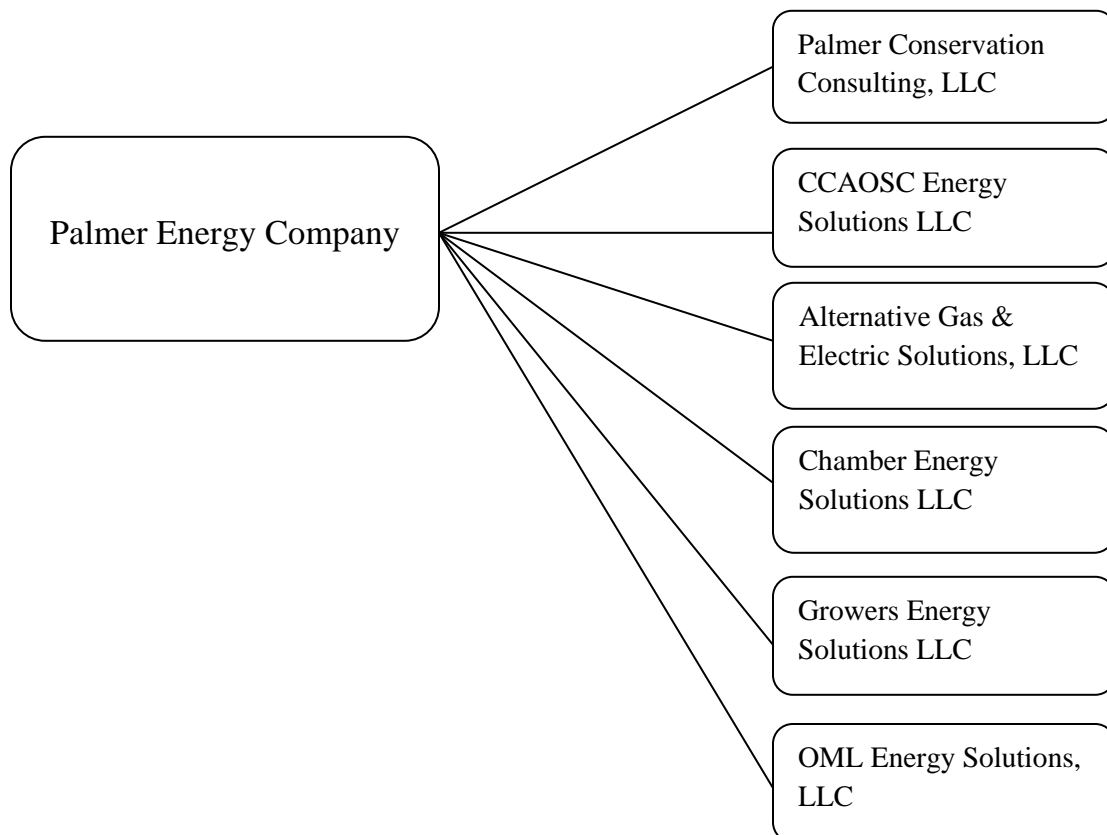 Palmer Energy Company
Palmer Conservation
Consulting, LLC
CCAOSC Energy
Solutions LLC
Alternative Gas &
Electric Solutions, LLC
Chamber Energy
Solutions LLC
Growers Energy
Solutions LLC
OML Energy Solutions,
LLC